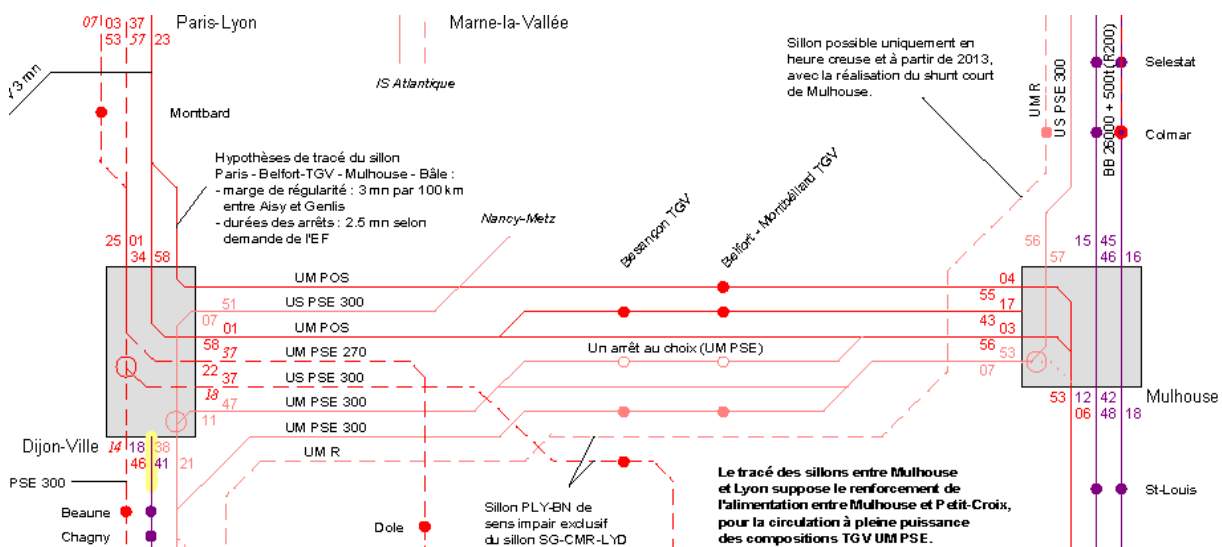 07 03 37 Paris-Lyon
53 57 23
Marne-la-Vallée
V 3 mn
IS Atlantique
Montbard
Sillon possible uniquement en
heure creuse et à partir de 2013,
avec la réalisation du shunt court
de Mulhouse.
UM R
US PSE 300
BB 26000 + 500t (R200)
Selestat
Colmar
Hypothèses de tracé du sillon
Paris - Belfort-TGV - Mulhouse - Bâle :
- marge de régularité : 3 mn par 100 km
entre Aisy et Genlis
- durées des arrêts : 2.5 mn selon
demande de l'EF
Nancy-Metz
Besançon TGV
Belfort - Montbéliard TGV
25 01
34 58
56
57
15 45
46 16
UM POS
04
55
51
US PSE 300
07
17
43
01
UM POS
03
58
56
37
UM PSE 270
22
Un arrêt au choix (UM PSE)
53
07
37
US PSE 300
18
47
UM PSE 300
11
53 12 42
06 48 18
Mulhouse
UM PSE 300
Dijon-Ville
14 18 38
46 41 21
UM R
PSE 300
Beaune
Chagny
Dole
Sillon PLY-BN de
sens impair exclusif
du sillon SG-CMR-LYD
Le tracé des sillons entre Mulhouse
et Lyon suppose le renforcement de
l'alimentation entre Mulhouse et Petit-Croix,
pour la circulation à pleine puissance
des compositions TGV UM PSE.
St-Louis